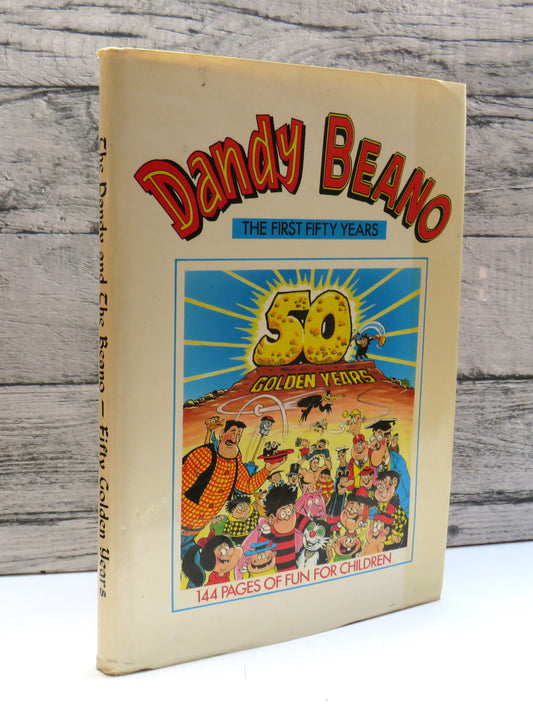 Dandy BEANO
THE FIRST FIFTY YEARS
50
GOLDEN YEARS
144 PAGES OF FUN FOR CHILDREN
The Dandy and The Beano – Fifty Golden Years